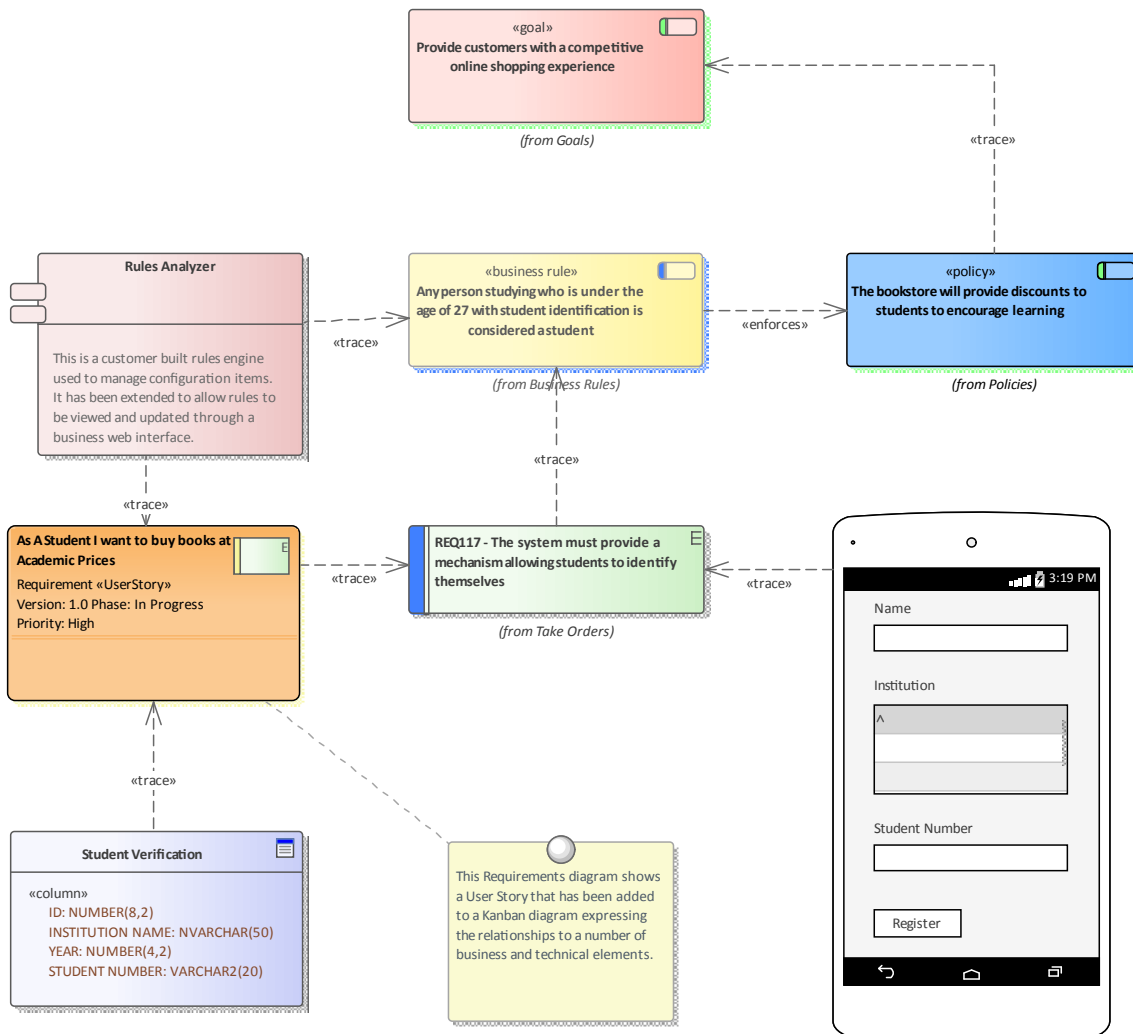 «goal»
Provide customers with a competitive
online shopping experience
(from Goals)
«trace»
Rules Analyzer
This is a customer built rules engine
used to manage configuration items.
It has been extended to allow rules to
be viewed and updated through a
business web interface.
«trace»
«business rule»
Any person studying who is under the
age of 27 with student identification is
considered a student
(from Business Rules)
«enforces»
«policy»
The bookstore will provide discounts to
students to encourage learning
(from Policies)
«trace»
«trace»
As A Student I want to buy books at
Academic Prices
Requirement «UserStory»
Version: 1.0 Phase: In Progress
Priority: High
E
«trace»
REQ117 - The system must provide a
mechanism allowing students to identify
themselves
E
(from Take Orders)
«trace»
3:19 PM
Name
Institution
^
Student Number
Register
«trace»
Student Verification
«column»
ID: NUMBER(8,2)
INSTITUTION NAME: NVARCHAR(50)
YEAR: NUMBER(4,2)
STUDENT NUMBER: VARCHAR2(20)
This Requirements diagram shows
a User Story that has been added
to a Kanban diagram expressing
the relationships to a number of
business and technical elements.